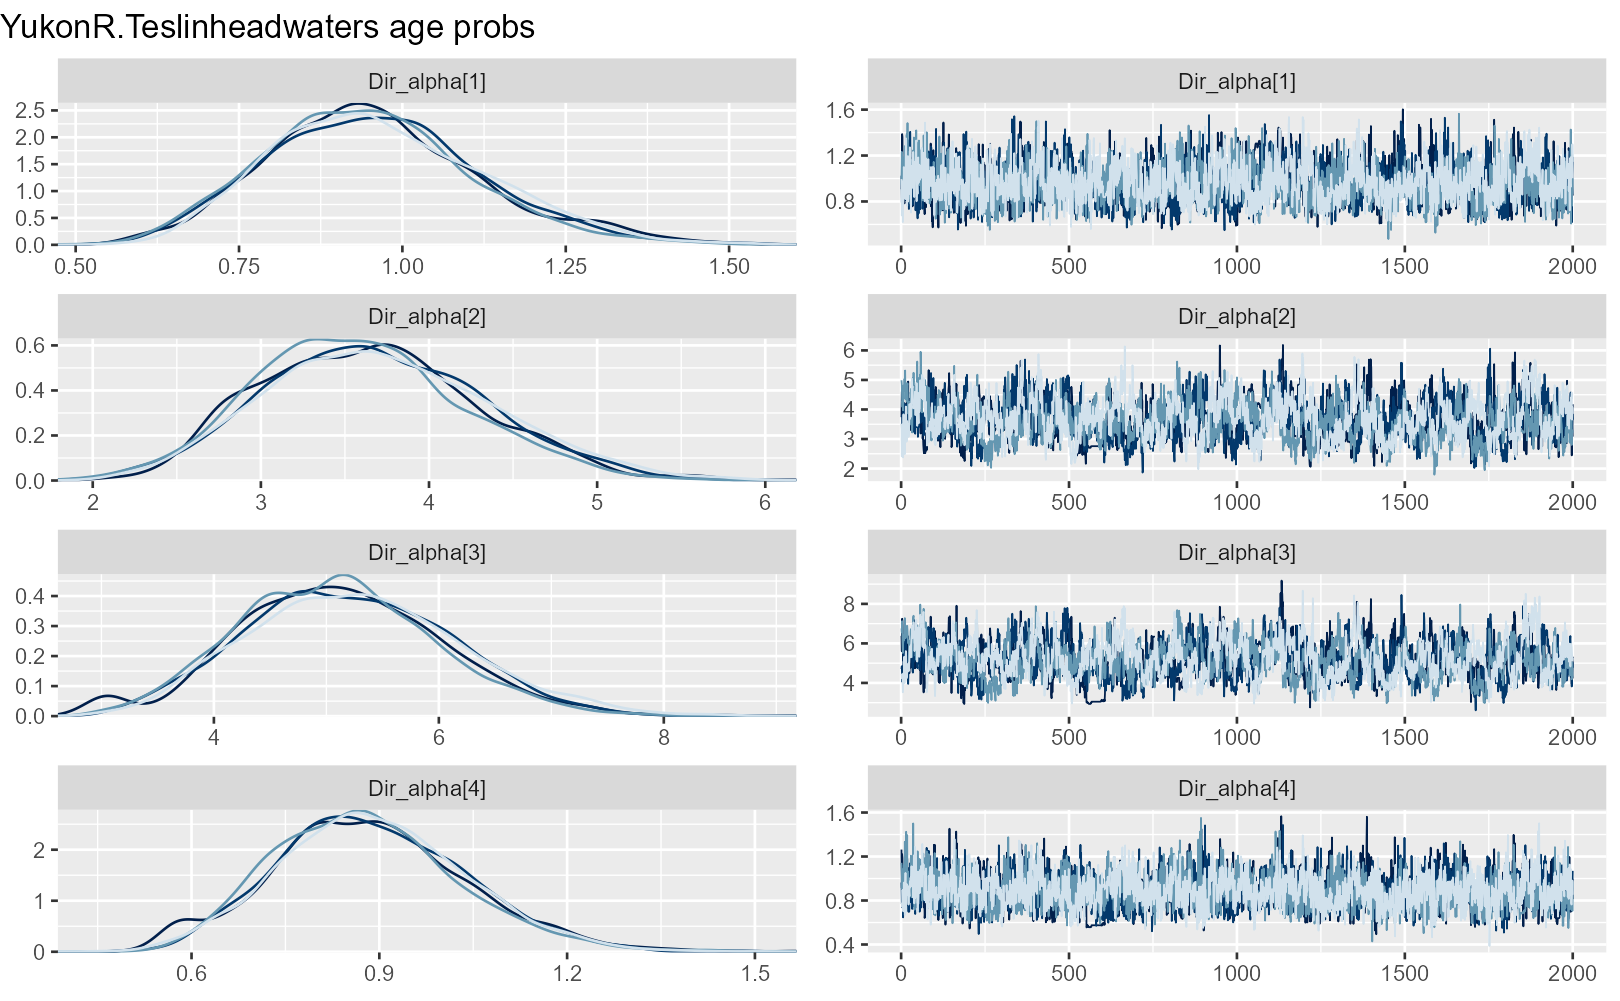 YukonR.Teslinheadwaters age probs
Dir_alpha[1]
2.5
2.0
1.5
1.0
0.5
0.0
0.50 0.75 1.00 1.25 1.50
Dir_alpha[1]
1.6
1.2
0.8
0 500 1000 1500 2000
Dir_alpha[2]
0.6
0.4
0.2
0.0
2 3 4 5 6
Dir_alpha[2]
6
5
4
3
2
0 500 1000 1500 2000
Dir_alpha[3]
0.4
0.3
0.2
0.1
0.0
4 6 8
Dir_alpha[3]
8
6
4
0 500 1000 1500 2000
Dir_alpha[4]
2
1
0
0.6 0.9 1.2 1.5
Dir_alpha[4]
1.6
1.2
0.8
0.4
0 500 1000 1500 2000